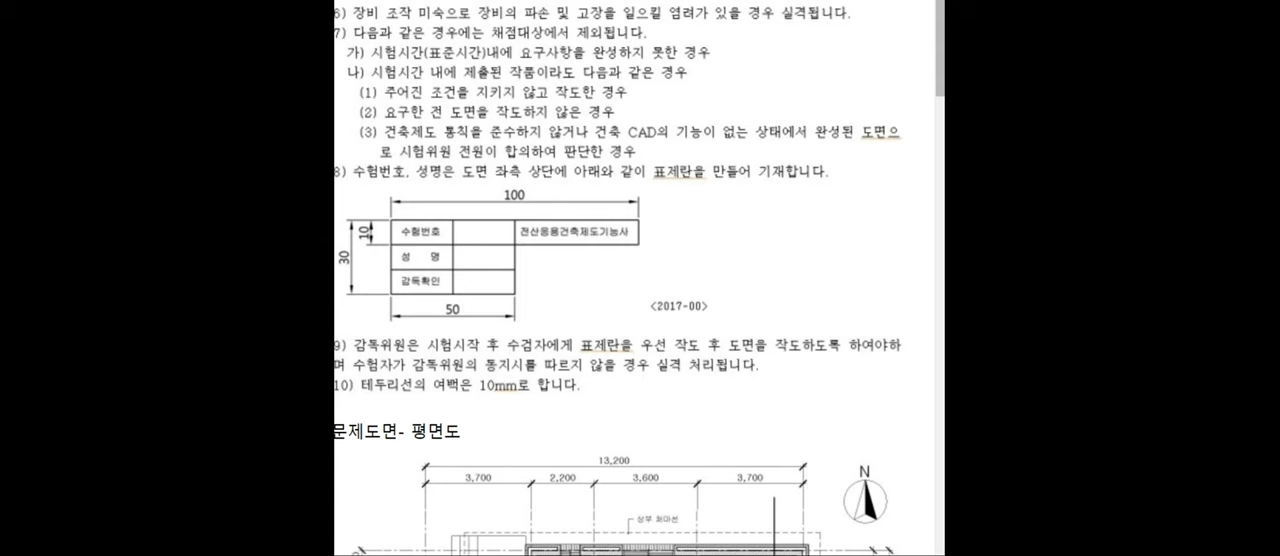 6) 장비 조작 미숙으로 장비의 파손 및 고장을 일으킬 염려가 있을 경우 실격됩니다.
7) 다음과 같은 경우에는 채점대상에서 제외됩니다.
가) 시험시간(표준시간)내에 요구사항을 완성하지 못한 경우
나) 시험시간 내에 제출된 작품이라도 다음과 같은 경우
(1) 주어진 조건을 지키지 않고 작도한 경우
(2) 요구한 전 도면을 작도하지 않은 경우
(3) 건축제도 통칙을 준수하지 않거나 건축 CAD의 기능이 없는 상태에서 완성된 도면으
로 시험위원 전원이 합의하여 판단한 경우
8) 수험번호, 성명은 도면 좌측 상단에 아래와 같이 표제란을 만들어 기재합니다.
100
30
10
수험번호 전산응용건축제도기능사
성 명
감독확인
50
<2017-00>
9) 감독위원은 시험시작 후 수검자에게 표제란을 우선 작도 후 도면을 작도하도록 하여야하
며 수험자가 감독위원의 동지시를 따르지 않을 경우 실격 처리됩니다.
10) 테두리선의 여백은 10mm로 합니다.
문제도면- 평면도
13,200
3,700 2,200 3,600 3,700
N
상부 처마선